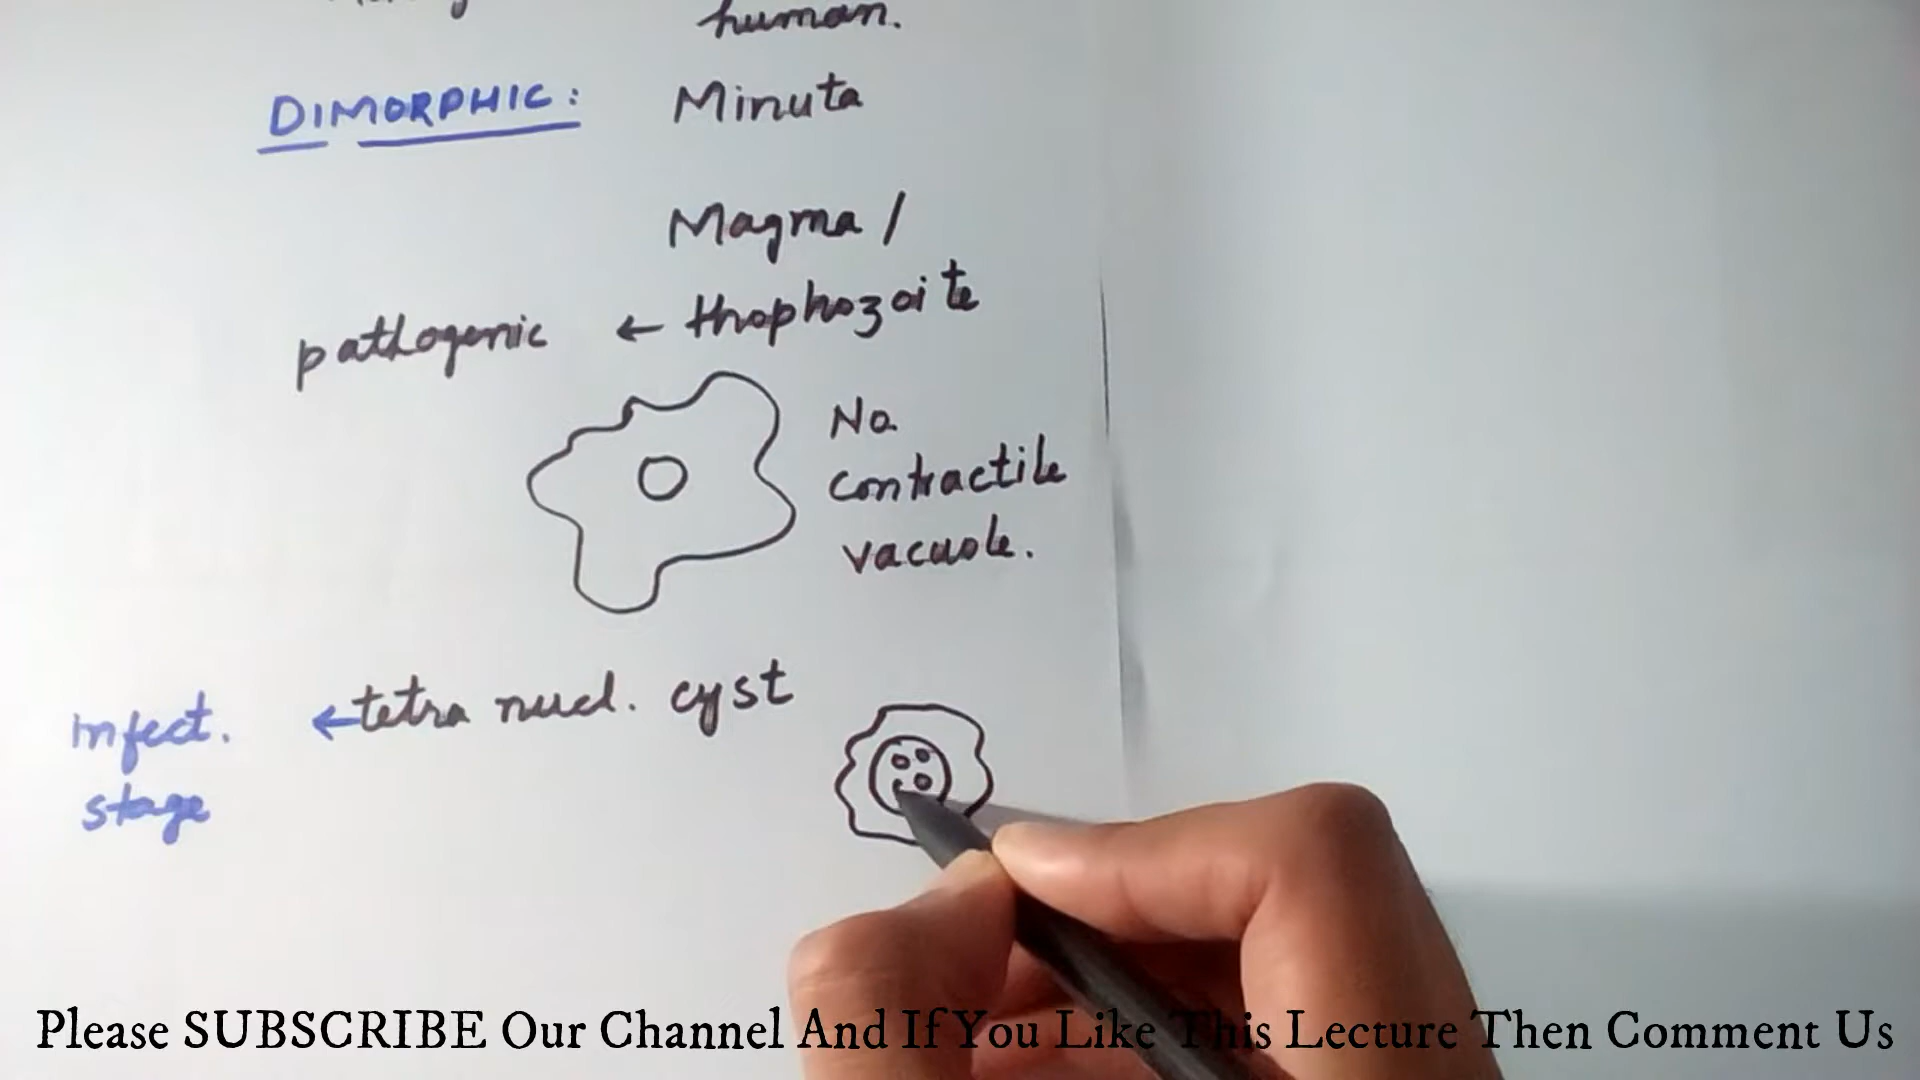 human.
DIMORPHIC: Minuta
Magma /
pathogenic ← thophozoite
No
contractile
vacuole.
Infect. ← tetra nucl. cyst
stage
Please SUBSCRIBE Our Channel And If You Like This Lecture Then Comment Us